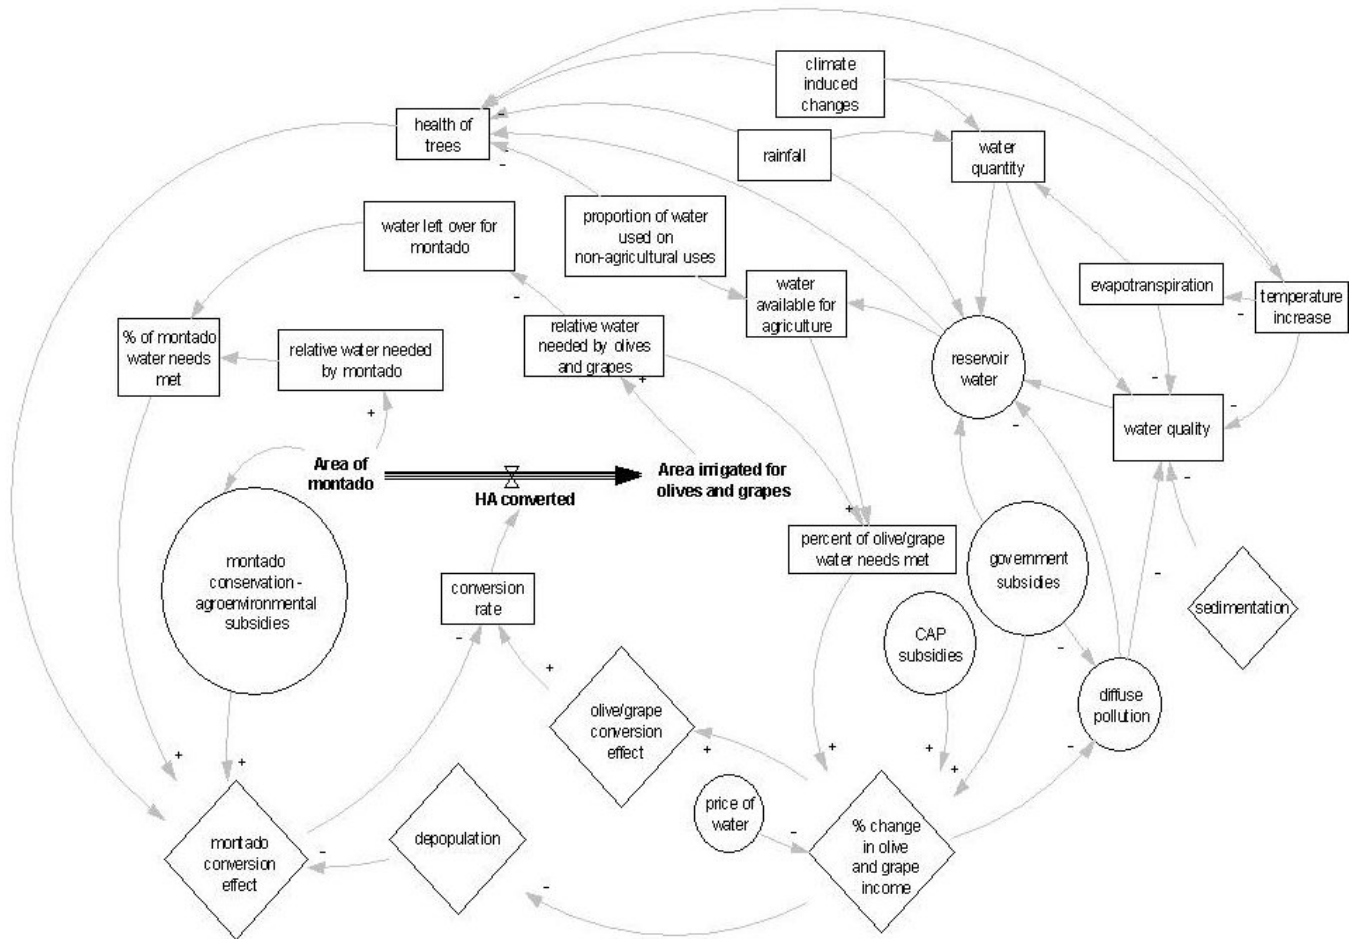 climate
induced
changes
health of
trees
rainfall
water
quantity
water left over for
montado
proportion of water
used on
non-agricultural uses
water
available for
agriculture
evapotranspiration
temperature
increase
% of montado
water needs
met
relative water needed
by montado
relative water
needed by olives
and grapes
reservoir
water
water quality
Area of
montado
HA converted
Area irrigated for
olives and grapes
montado
conservation -
agroenvironmental
subsidies
conversion
rate
percent of olive/grape
water needs met
government
subsidies
sedimentation
CAP
subsidies
diffuse
pollution
olive/grape
conversion
effect
price of
water
% change
in olive
and grape
income
depopulation
montado
conversion
effect